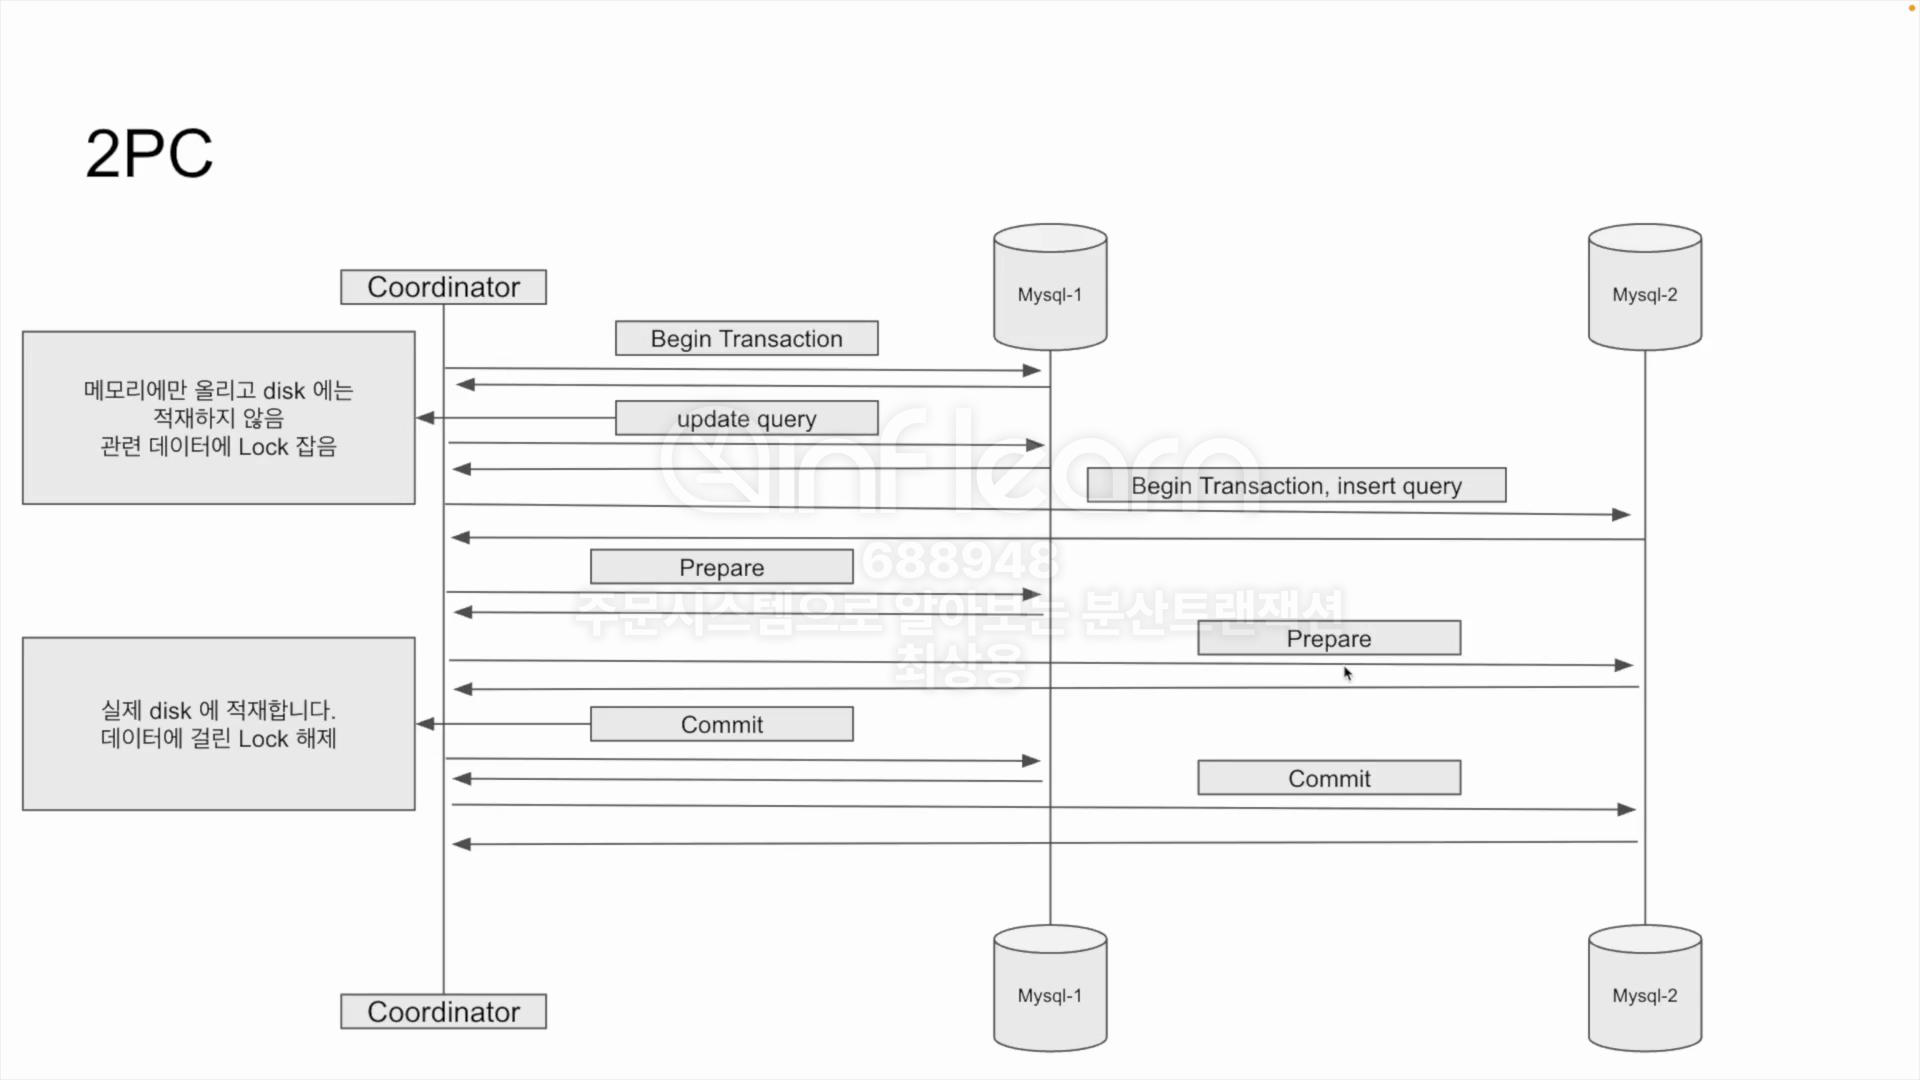 2PC
Coordinator
Mysql-1
Mysql-2
Begin Transaction
메모리에만 올리고 disk 에는
적재하지 않음
관련 데이터에 Lock 잡음
update query
Begin Transaction, insert query
inflearn
688948
주문시스템으로 알아보는 분산트랜잭션
최상용
Prepare
Prepare
실제 disk 에 적재합니다.
데이터에 걸린 Lock 해제
Commit
Commit
Coordinator
Mysql-1
Mysql-2